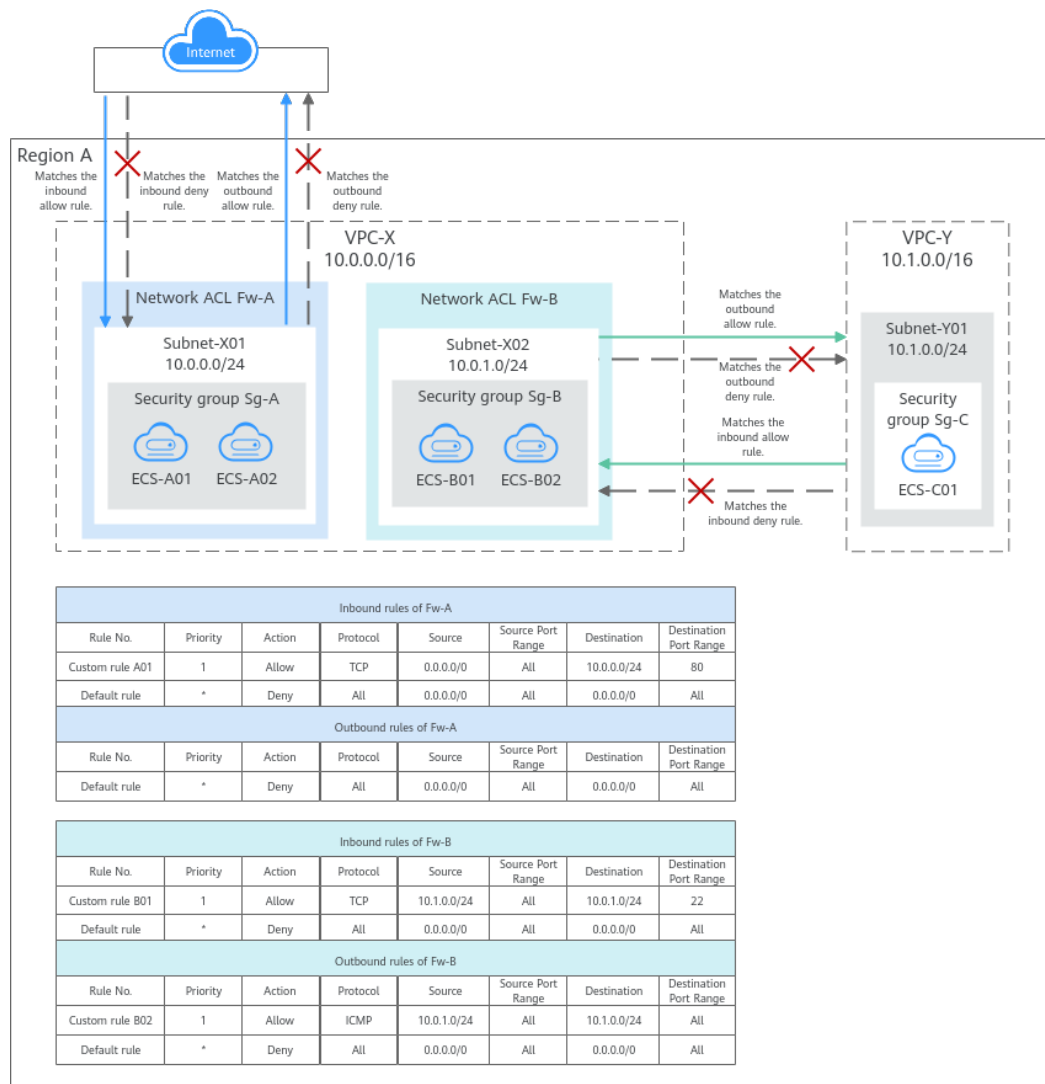 Internet
Region A
Matches the
inbound
allow rule.
Matches the
inbound deny
rule.
Matches the
outbound
allow rule.
Matches the
outbound
deny rule.
VPC-X
10.0.0.0/16
VPC-Y
10.1.0.0/16
Network ACL Fw-A
Subnet-X01
10.0.0.0/24
Security group Sg-A
ECS-A01
ECS-A02
Network ACL Fw-B
Subnet-X02
10.0.1.0/24
Security group Sg-B
ECS-B01
ECS-B02
Matches the
outbound
allow rule.
Matches the
outbound
deny rule.
Matches the
inbound allow
rule.
Matches the
inbound deny rule.
Subnet-Y01
10.1.0.0/24
Security
group Sg-C
ECS-C01
Inbound rules of Fw-A
Rule No. Priority Action Protocol Source Source Port Range Destination Destination Port Range
Custom rule A01 1 Allow TCP 0.0.0.0/0 All 10.0.0.0/24 80
Default rule * Deny All 0.0.0.0/0 All 0.0.0.0/0 All
Outbound rules of Fw-A
Rule No. Priority Action Protocol Source Source Port Range Destination Destination Port Range
Default rule * Deny All 0.0.0.0/0 All 0.0.0.0/0 All
Inbound rules of Fw-B
Rule No. Priority Action Protocol Source Source Port Range Destination Destination Port Range
Custom rule B01 1 Allow TCP 10.1.0.0/24 All 10.0.1.0/24 22
Default rule * Deny All 0.0.0.0/0 All 0.0.0.0/0 All
Outbound rules of Fw-B
Rule No. Priority Action Protocol Source Source Port Range Destination Destination Port Range
Custom rule B02 1 Allow ICMP 10.0.1.0/24 All 10.1.0.0/24 All
Default rule * Deny All 0.0.0.0/0 All 0.0.0.0/0 All